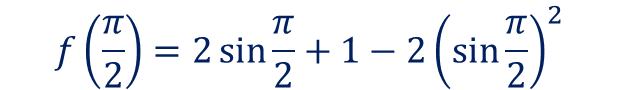 f(π/2) = 2 sin π/2 + 1 − 2(sin π/2)²